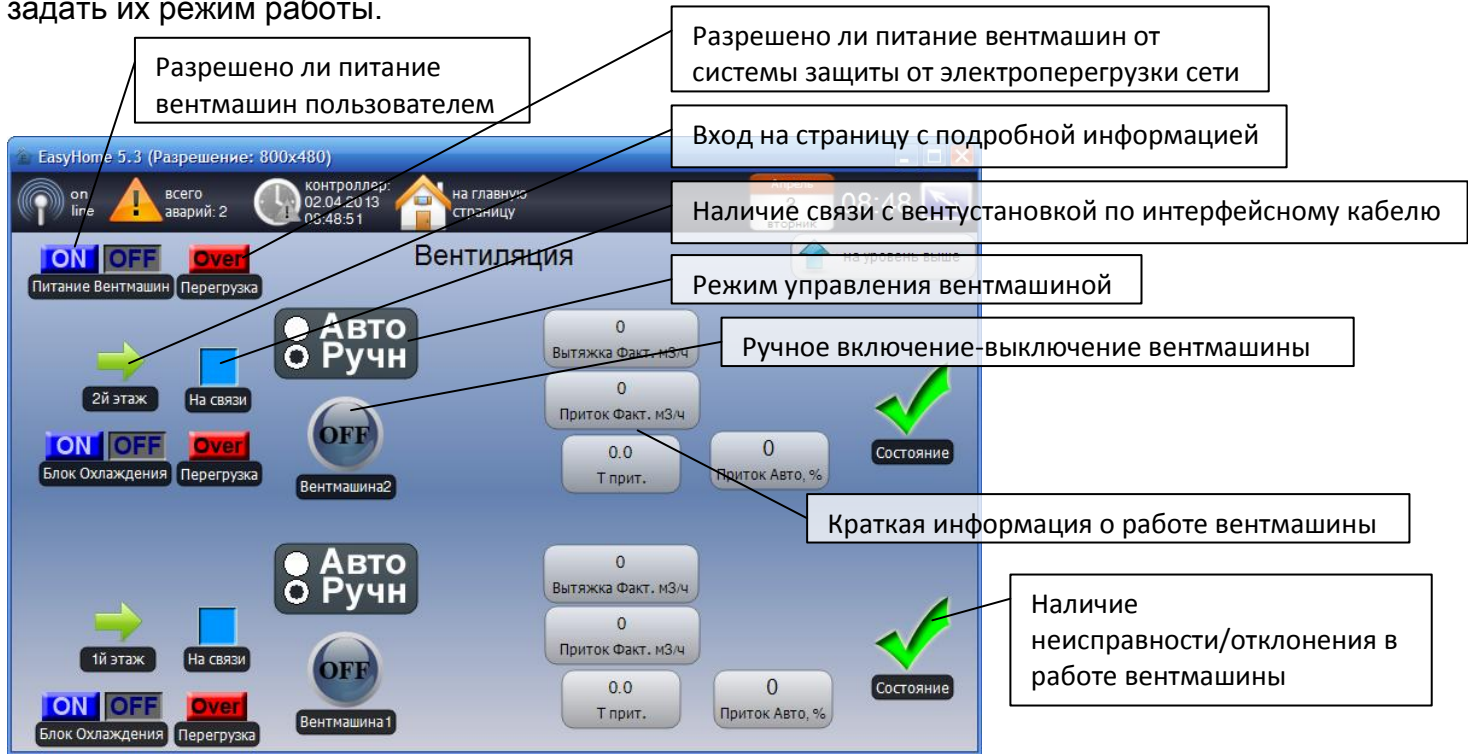 задать их режим работы.
Разрешено ли питание
вентмашин пользователем
Разрешено ли питание вентмашин от
системы защиты от электроперегрузки сети
Вход на страницу с подробной информацией
EasyHome 5.3 (Разрешение: 800x480)
on
line
всего
аварий: 2
контроллер:
02.04.2013
08:48:51
на главную
страницу
Апрель
2
вторник
08:48
Наличие связи с вентустановкой по интерфейсному кабелю
ON OFF
Питание Вентмашин
Over
Перегрузка
Вентиляция
на уровень выше
Режим управления вентмашиной
Авто
Ручн
0
Вытяжка Факт. м3/ч
Ручное включение-выключение вентмашины
2й этаж
На связи
0
Приток Факт. м3/ч
OFF
Вентмашина2
ON OFF
Блок Охлаждения
Over
Перегрузка
0.0
Т прит.
0
Приток Авто, %
Состояние
Краткая информация о работе вентмашины
Авто
Ручн
0
Вытяжка Факт. м3/ч
1й этаж
На связи
0
Приток Факт. м3/ч
Наличие
неисправности/отклонения в
работе вентмашины
OFF
Вентмашина1
ON OFF
Блок Охлаждения
Over
Перегрузка
0.0
Т прит.
0
Приток Авто, %
Состояние